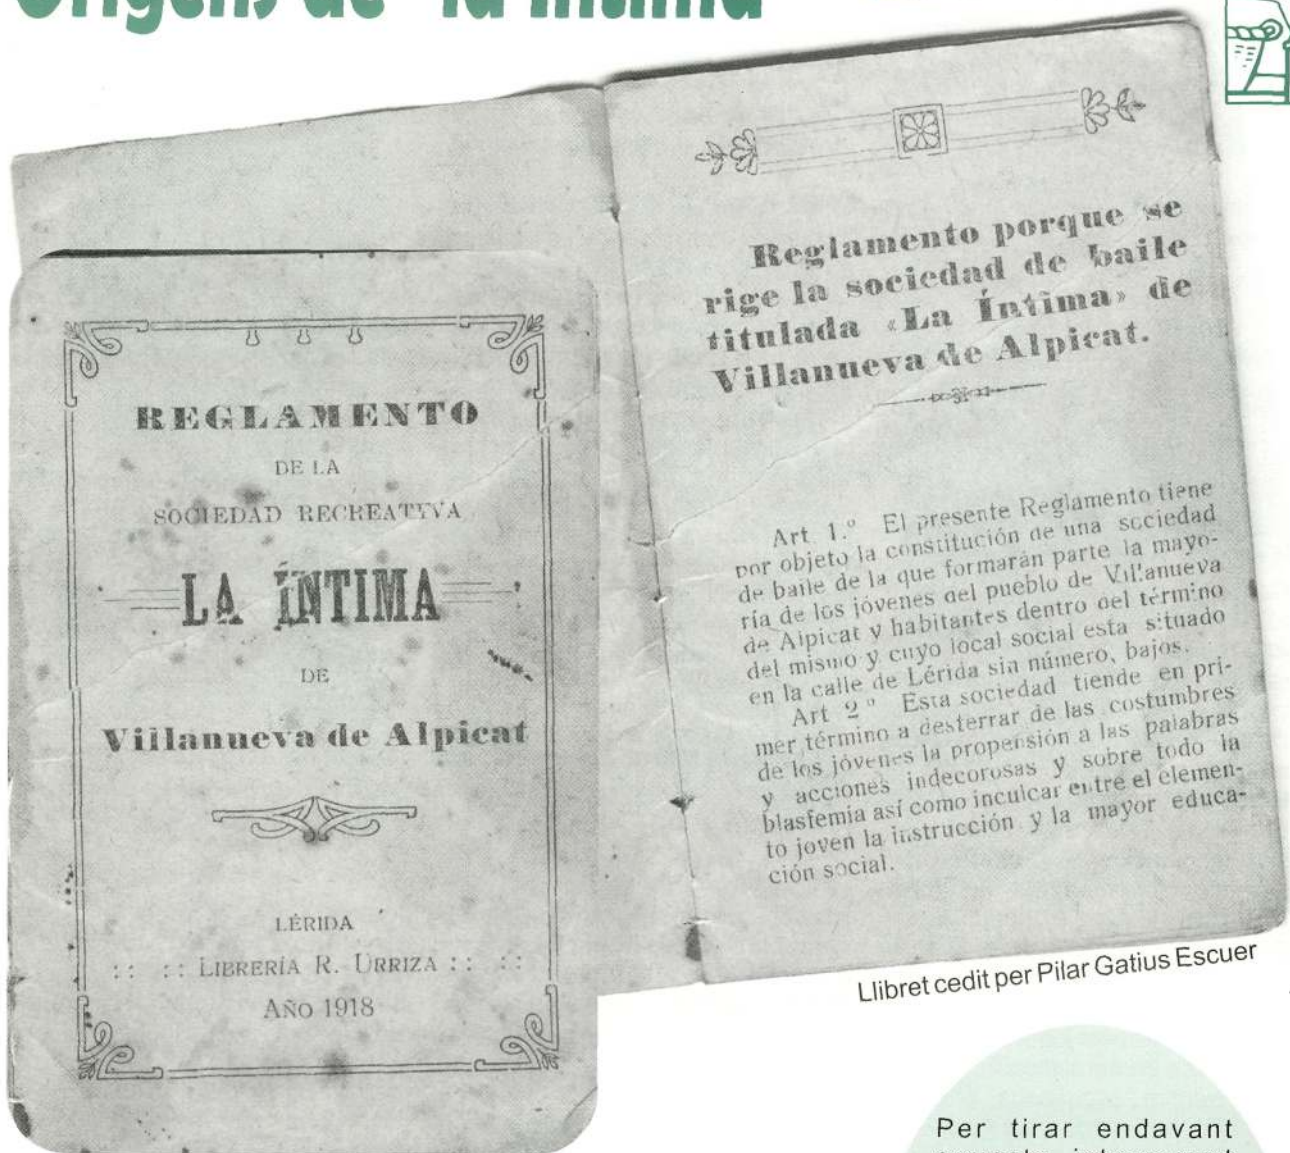 Orígens de "la Íntima"
REGLAMENTO
DE LA
SOCIEDAD RECREATIVA
LA ÍNTIMA
DE
Villanueva de Alpicat
LÉRIDA
:: :: LIBRERÍA R. URRIZA :: ::
AÑO 1918
Reglamento porque se
rige la sociedad de baile
titulada «La Íntima» de
Villanueva de Alpicat.
Art. 1.º El presente Reglamento tiene
por objeto la constitución de una sociedad
de baile de la que formarán parte la mayo-
ría de los jóvenes del pueblo de Villanueva
de Alpicat y habitantes dentro del término
del mismo y cuyo local social esta situado
en la calle de Lérida sin número, bajos.
Art 2.º Esta sociedad tiende en pri-
mer término a desterrar de las costumbres
de los jóvenes la propensión a las palabras
y acciones indecorosas y sobre todo la
blasfemia así como inculcar entre el elemen-
to joven la instrucción y la mayor educa-
ción social.
Llibret cedit per Pilar Gatius Escuer
Per tirar endavant